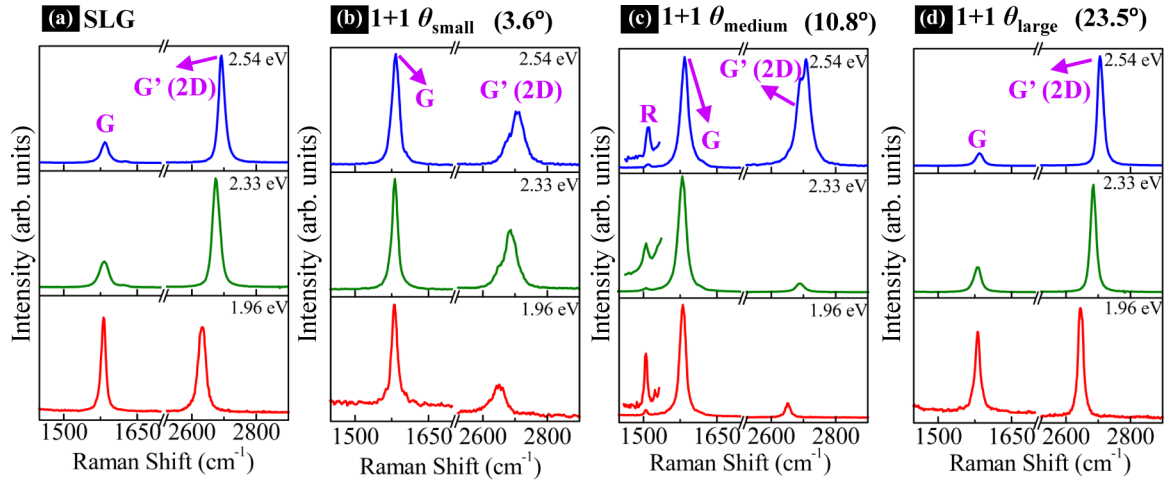 (a) SLG
2.54 eV
G' (2D)
G
2.33 eV
1.96 eV
Intensity (arb. units)
1500 1650 2600 2800
Raman Shift (cm⁻¹)
(b) 1+1 θsmall (3.6°)
2.54 eV
G
G' (2D)
2.33 eV
1.96 eV
Intensity (arb. units)
1500 1650 2600 2800
Raman Shift (cm⁻¹)
(c) 1+1 θmedium (10.8°)
2.54 eV
G' (2D)
R
G
2.33 eV
1.96 eV
Intensity (arb. units)
1500 1650 2600 2800
Raman Shift (cm⁻¹)
(d) 1+1 θlarge (23.5°)
2.54 eV
G' (2D)
G
2.33 eV
1.96 eV
Intensity (arb. units)
1500 1650 2600 2800
Raman Shift (cm⁻¹)